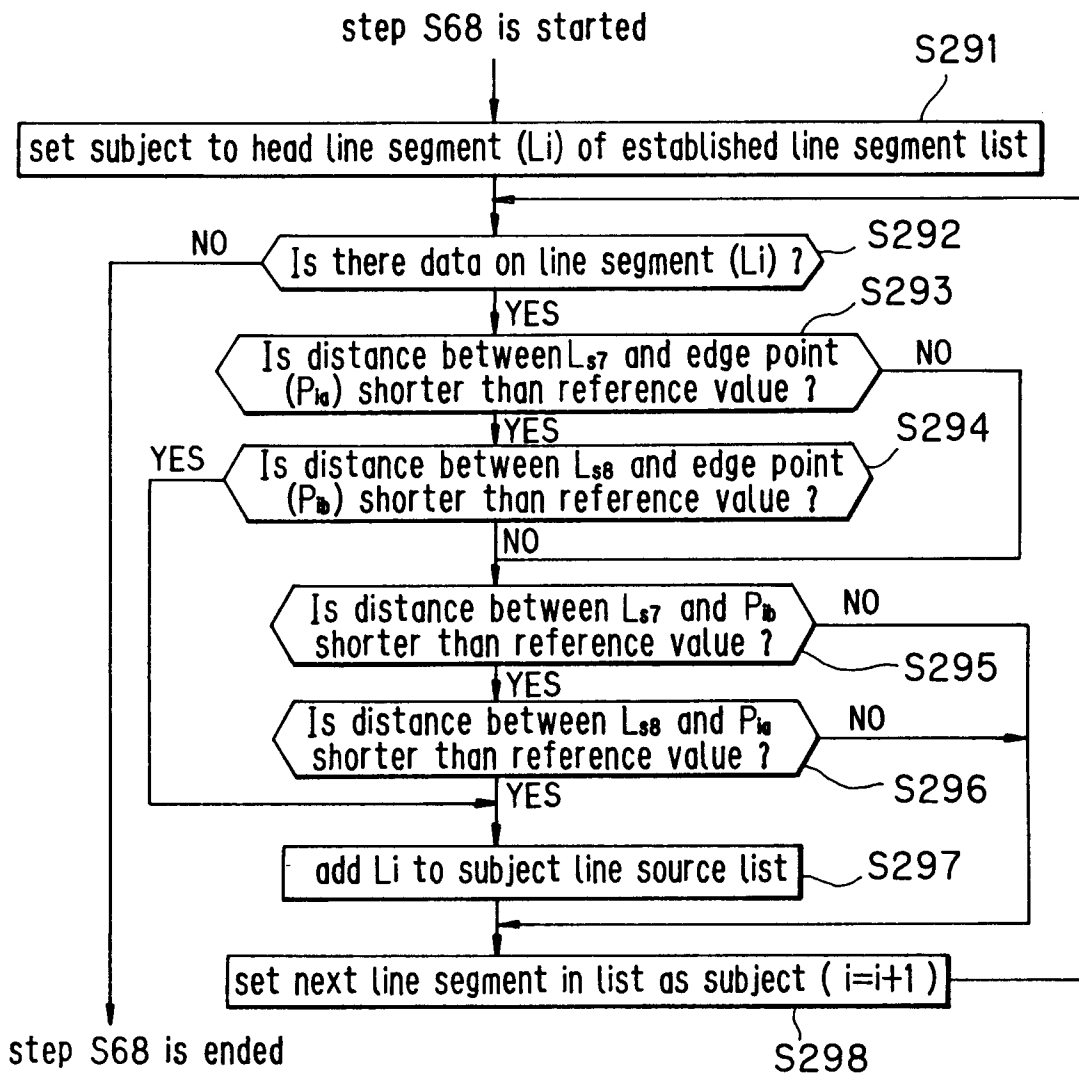 step S68 is started
S291
set subject to head line segment (Li) of established line segment list
NO
S292
Is there data on line segment (Li) ?
YES
S293
Is distance between Ls7 and edge point
(Pia) shorter than reference value ?
NO
YES
S294
YES
Is distance between Ls8 and edge point
(Pib) shorter than reference value ?
NO
Is distance between Ls7 and Pib
shorter than reference value ?
NO
S295
YES
Is distance between Ls8 and Pia
shorter than reference value ?
NO
S296
YES
add Li to subject line source list
S297
set next line segment in list as subject ( i=i+1 )
step S68 is ended
S298